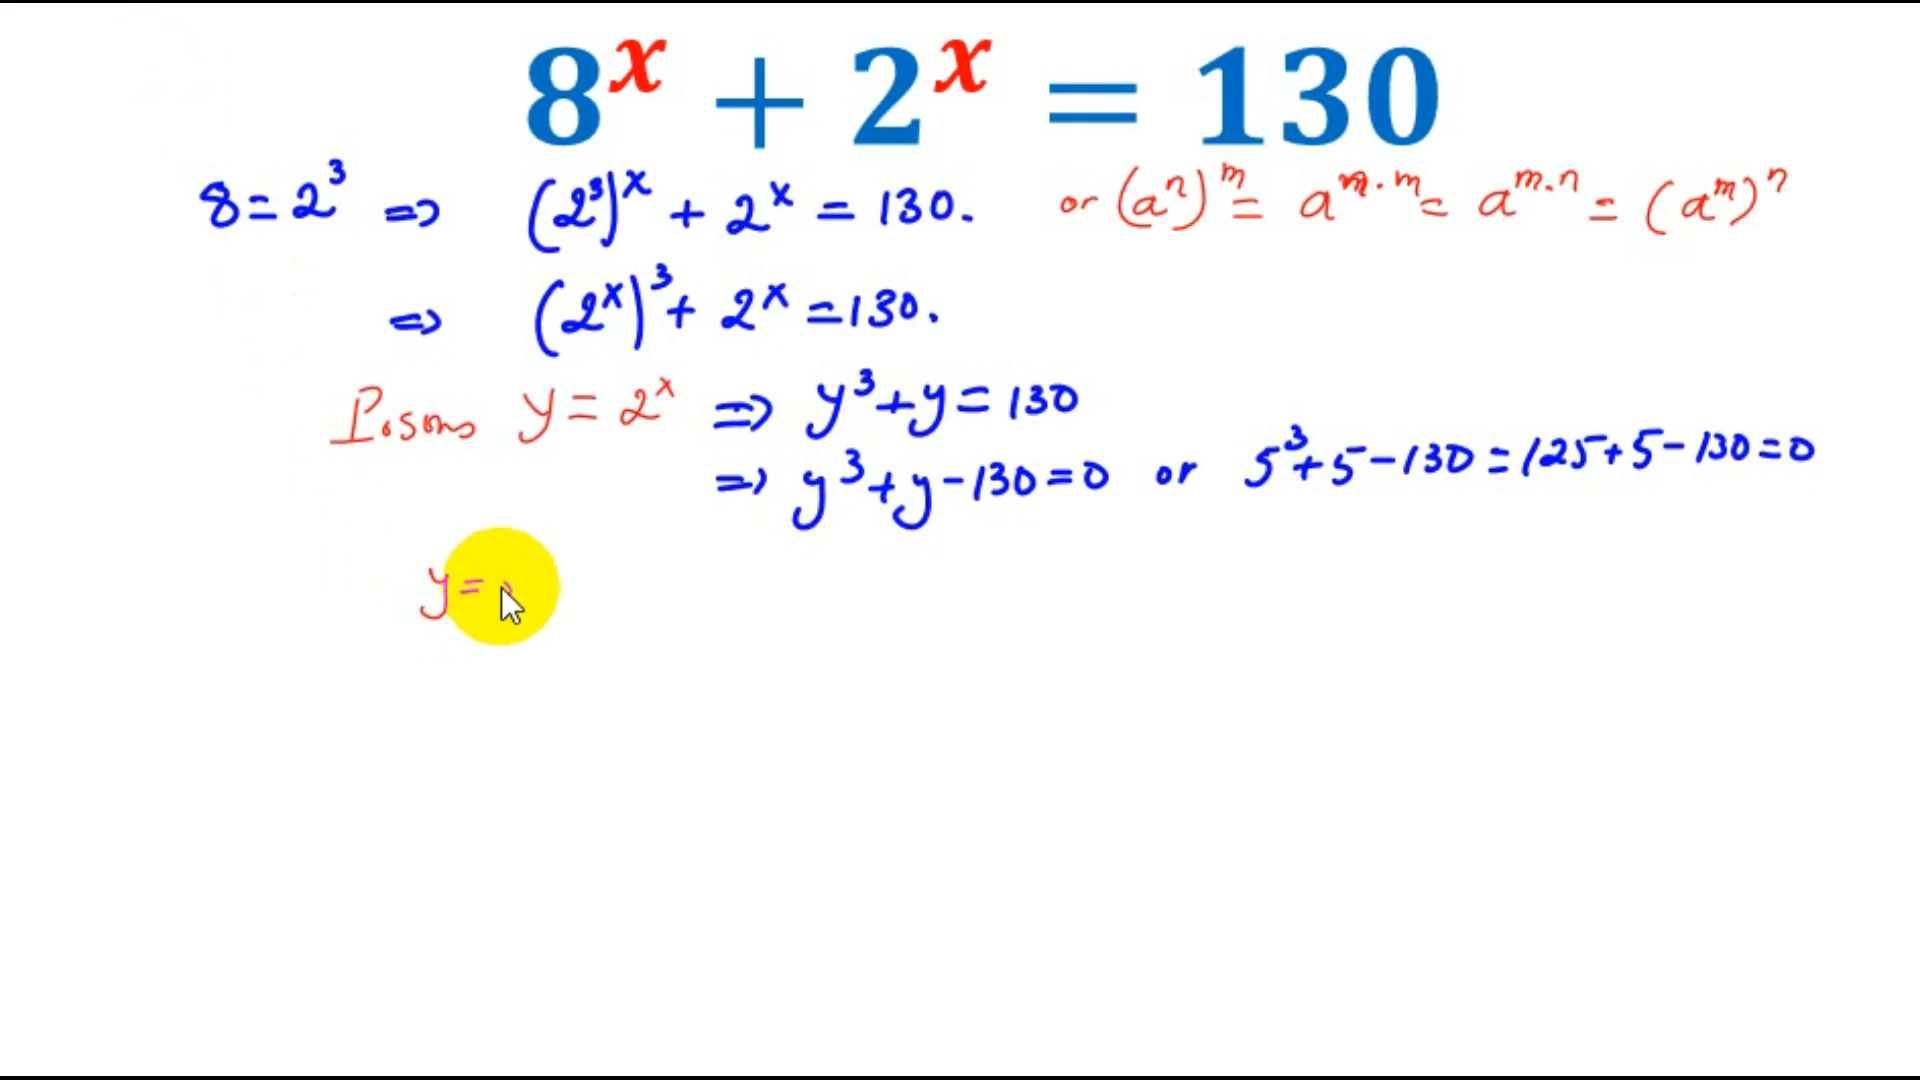 8^x + 2^x = 130
8 = 2^3 => (2^3)^x + 2^x = 130. or (a^n)^m = a^{n.m} = a^{m.n} = (a^m)^n
=> (2^x)^3 + 2^x = 130.
Posons y = 2^x => y^3 + y = 130
=> y^3 + y - 130 = 0 or 5^3 + 5 - 130 = 125 + 5 - 130 = 0
y =